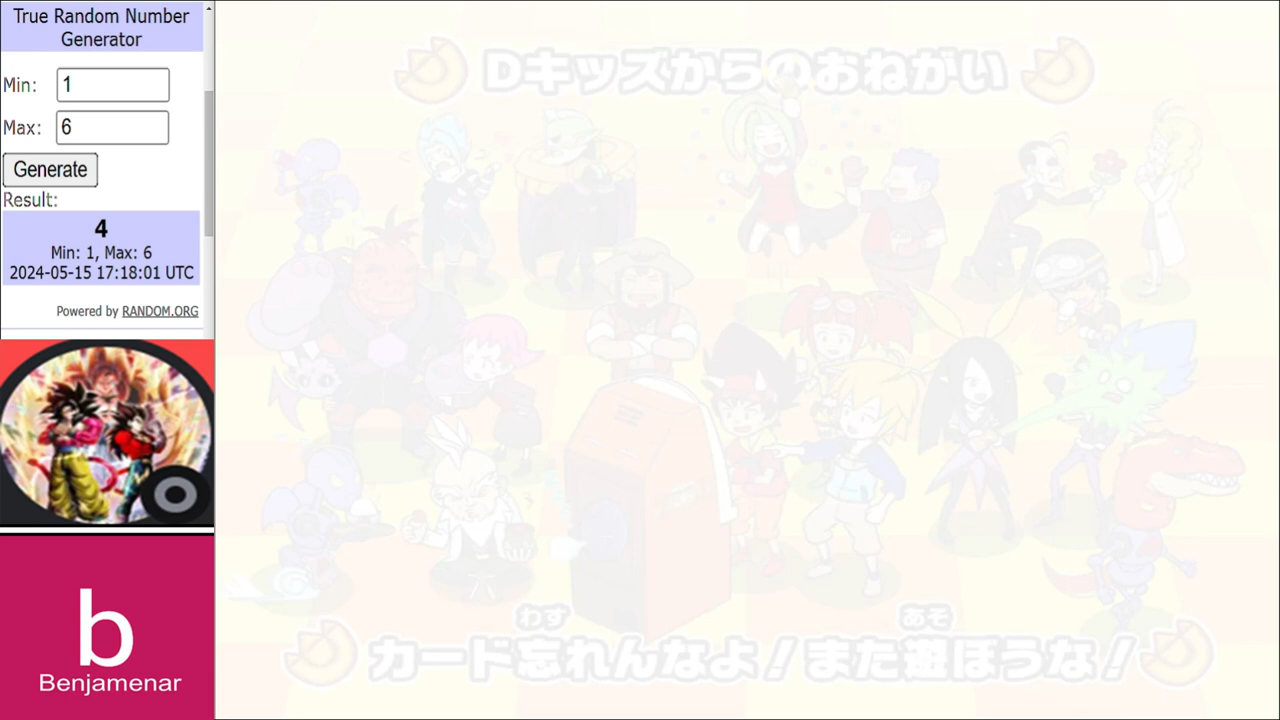 True Random Number
Generator
Min: 1
Max: 6
Generate
Result:
4
Min: 1, Max: 6
2024-05-15 17:18:01 UTC
Powered by RANDOM.ORG
b
Benjamenar
Dキッズからのおねがい
わす あそ
カード忘れんなよ!また遊ぼうな!